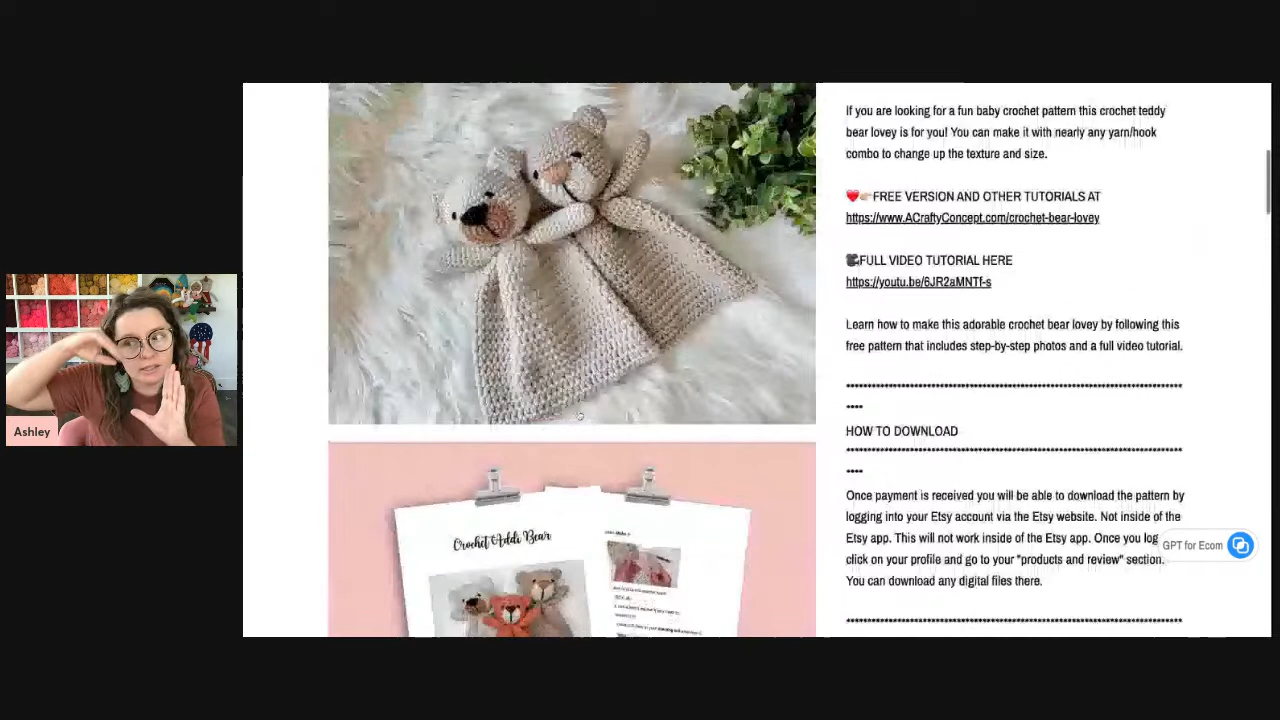 If you are looking for a fun baby crochet pattern this crochet teddy
bear lovey is for you! You can make it with nearly any yarn/hook
combo to change up the texture and size.
❤️👉🏻FREE VERSION AND OTHER TUTORIALS AT
https://www.ACraftyConcept.com/crochet-bear-lovey
🎥FULL VIDEO TUTORIAL HERE
https://youtu.be/6JR2aMNTf-s
Learn how to make this adorable crochet bear lovey by following this
free pattern that includes step-by-step photos and a full video tutorial.
HOW TO DOWNLOAD
Once payment is received you will be able to download the pattern by
logging into your Etsy account via the Etsy website. Not inside of the
Etsy app. This will not work inside of the Etsy app. Once you log
click on your profile and go to your "products and review" section.
You can download any digital files there.
GPT for Ecom
Ashley
Crochet Addi Bear